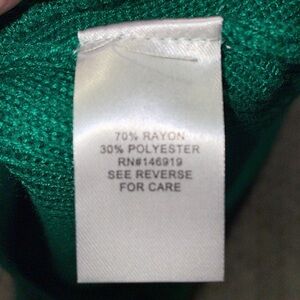 70% RAYON
30% POLYESTER
RN#146919
SEE REVERSE
FOR CARE